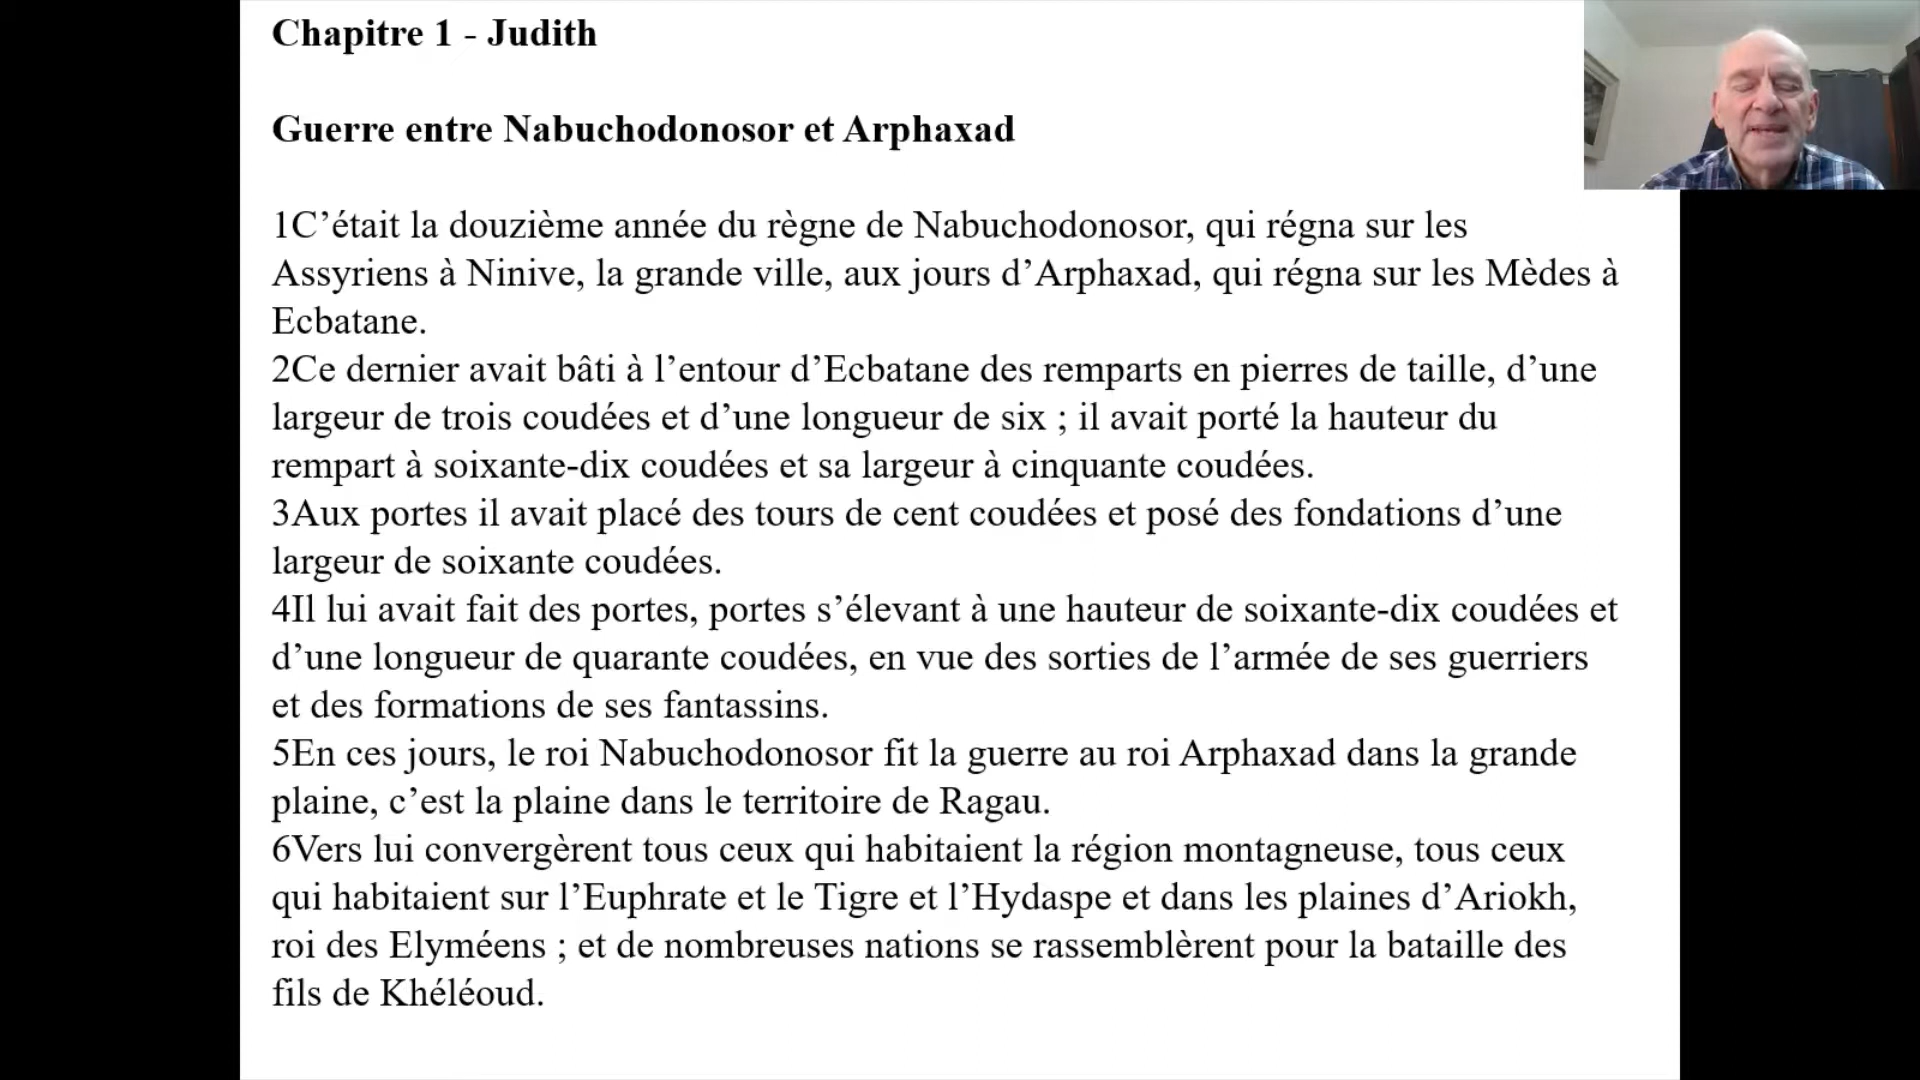 Chapitre 1 - Judith
Guerre entre Nabuchodonosor et Arphaxad
1C’était la douzième année du règne de Nabuchodonosor, qui régna sur les
Assyriens à Ninive, la grande ville, aux jours d’Arphaxad, qui régna sur les Mèdes à
Ecbatane.
2Ce dernier avait bâti à l’entour d’Ecbatane des remparts en pierres de taille, d’une
largeur de trois coudées et d’une longueur de six ; il avait porté la hauteur du
rempart à soixante-dix coudées et sa largeur à cinquante coudées.
3Aux portes il avait placé des tours de cent coudées et posé des fondations d’une
largeur de soixante coudées.
4Il lui avait fait des portes, portes s’élevant à une hauteur de soixante-dix coudées et
d’une longueur de quarante coudées, en vue des sorties de l’armée de ses guerriers
et des formations de ses fantassins.
5En ces jours, le roi Nabuchodonosor fit la guerre au roi Arphaxad dans la grande
plaine, c’est la plaine dans le territoire de Ragau.
6Vers lui convergèrent tous ceux qui habitaient la région montagneuse, tous ceux
qui habitaient sur l’Euphrate et le Tigre et l’Hydaspe et dans les plaines d’Ariokh,
roi des Elyméens ; et de nombreuses nations se rassemblèrent pour la bataille des
fils de Khéléoud.